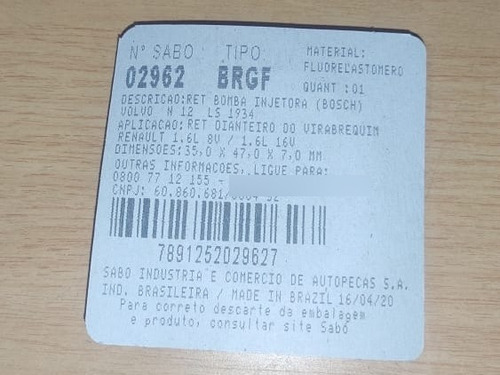 Nº SABO TIPO MATERIAL:
02962 BRGF FLUORELASTOMERO
QUANT :01
DESCRICAO:RET BOMBA INJETORA (BOSCH)
VOLVO N 12 LS 1934
APLICACAO:RET DIANTEIRO DO VIRABREQUIM
RENAULT 1.6L 8V / 1.6L 16V
DIMENSOES:35,0 X 47,0 X 7,0 MM
OUTRAS INFORMACOES, LIGUE PARA:
0800 77 12 155 -
CNPJ: 60.860.681/
7891252029627
SABO INDUSTRIA E COMERCIO DE AUTOPECAS S.A.
IND. BRASILEIRA / MADE IN BRAZIL 16/04/20
Para correto descarte da embalagem
e produto, consultar site Sabó